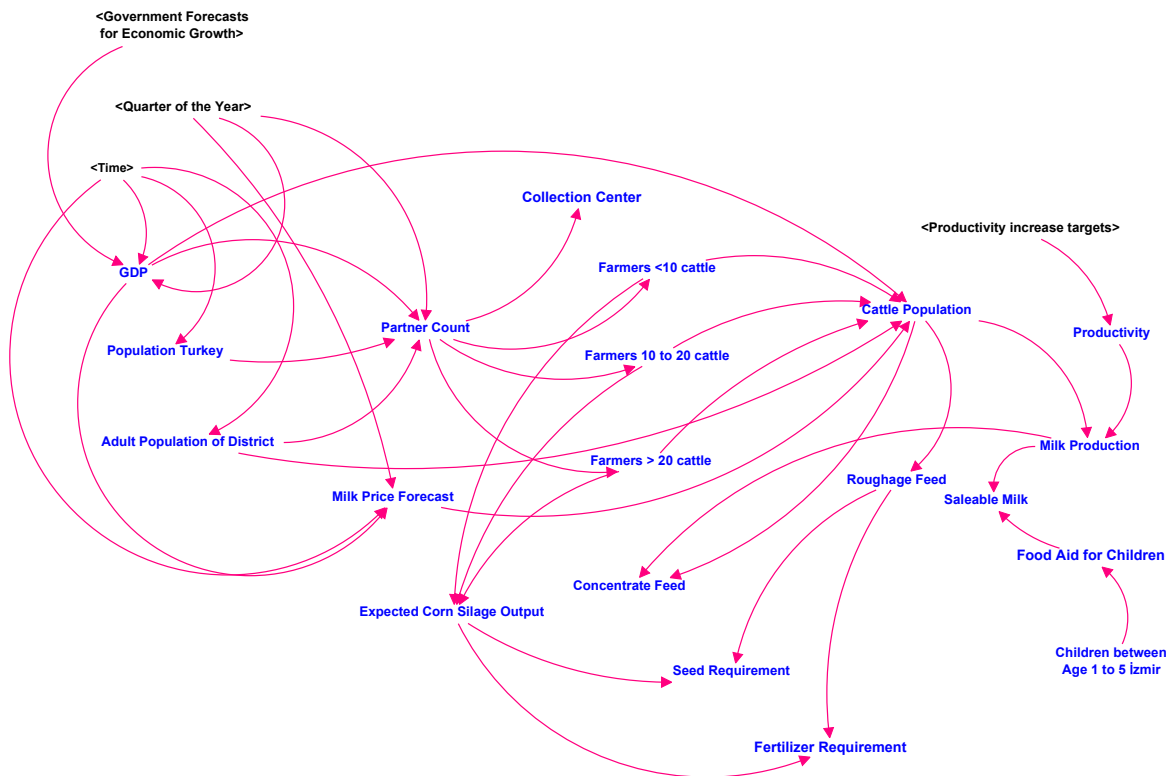 <Government Forecasts
for Economic Growth>
<Quarter of the Year>
<Time>
Collection Center
<Productivity increase targets>
GDP
Farmers <10 cattle
Cattle Population
Partner Count
Productivity
Population Turkey
Farmers 10 to 20 cattle
Adult Population of District
Milk Production
Farmers > 20 cattle
Roughage Feed
Milk Price Forecast
Saleable Milk
Food Aid for Children
Concentrate Feed
Expected Corn Silage Output
Children between
Age 1 to 5 İzmir
Seed Requirement
Fertilizer Requirement